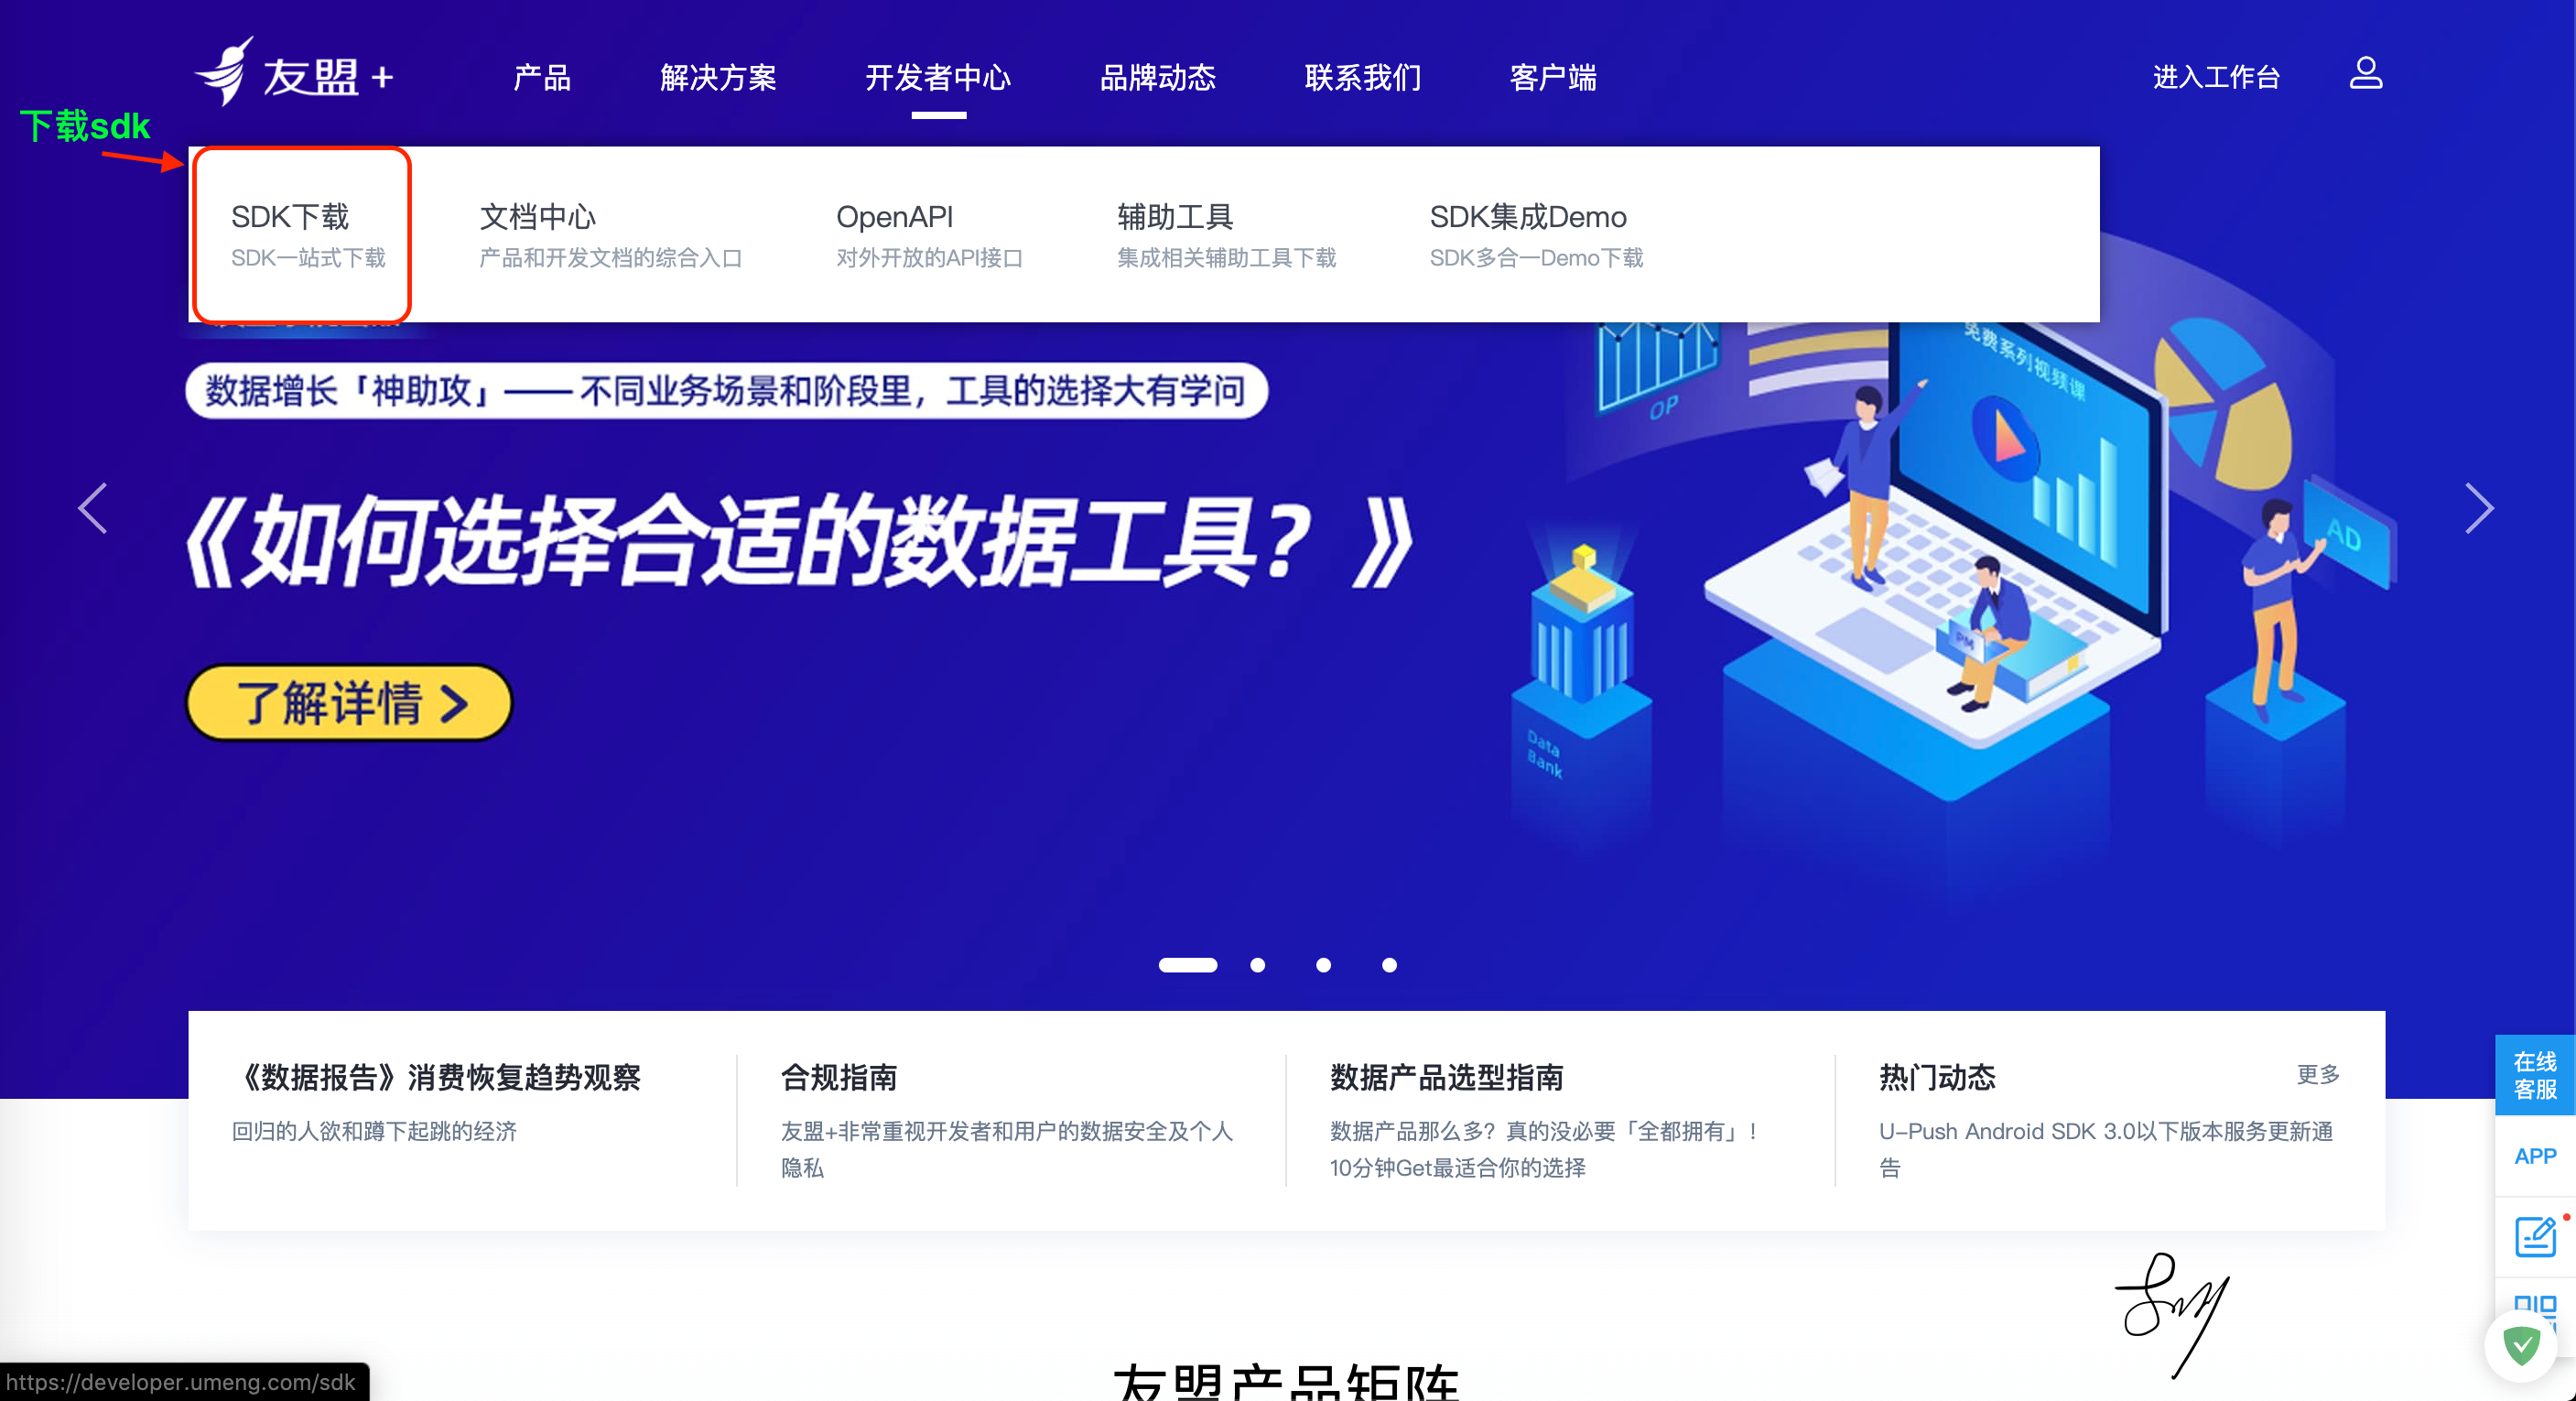 友盟+
产品
解决方案
开发者中心
品牌动态
联系我们
客户端
进入工作台
下载sdk
SDK下载
SDK一站式下载
文档中心
产品和开发文档的综合入口
OpenAPI
对外开放的API接口
辅助工具
集成相关辅助工具下载
SDK集成Demo
SDK多合一Demo下载
数据增长「神助攻」—— 不同业务场景和阶段里，工具的选择大有学问
《如何选择合适的数据工具？》
了解详情 >
免费系列视频课
OP
AD
PM
Data
Bank
《数据报告》消费恢复趋势观察
回归的人欲和蹲下起跳的经济
合规指南
友盟+非常重视开发者和用户的数据安全及个人
隐私
数据产品选型指南
数据产品那么多？真的没必要「全都拥有」！
10分钟Get最适合你的选择
热门动态
更多
U-Push Android SDK 3.0以下版本服务更新通
告
在线
客服
APP
友盟产品矩阵
https://developer.umeng.com/sdk